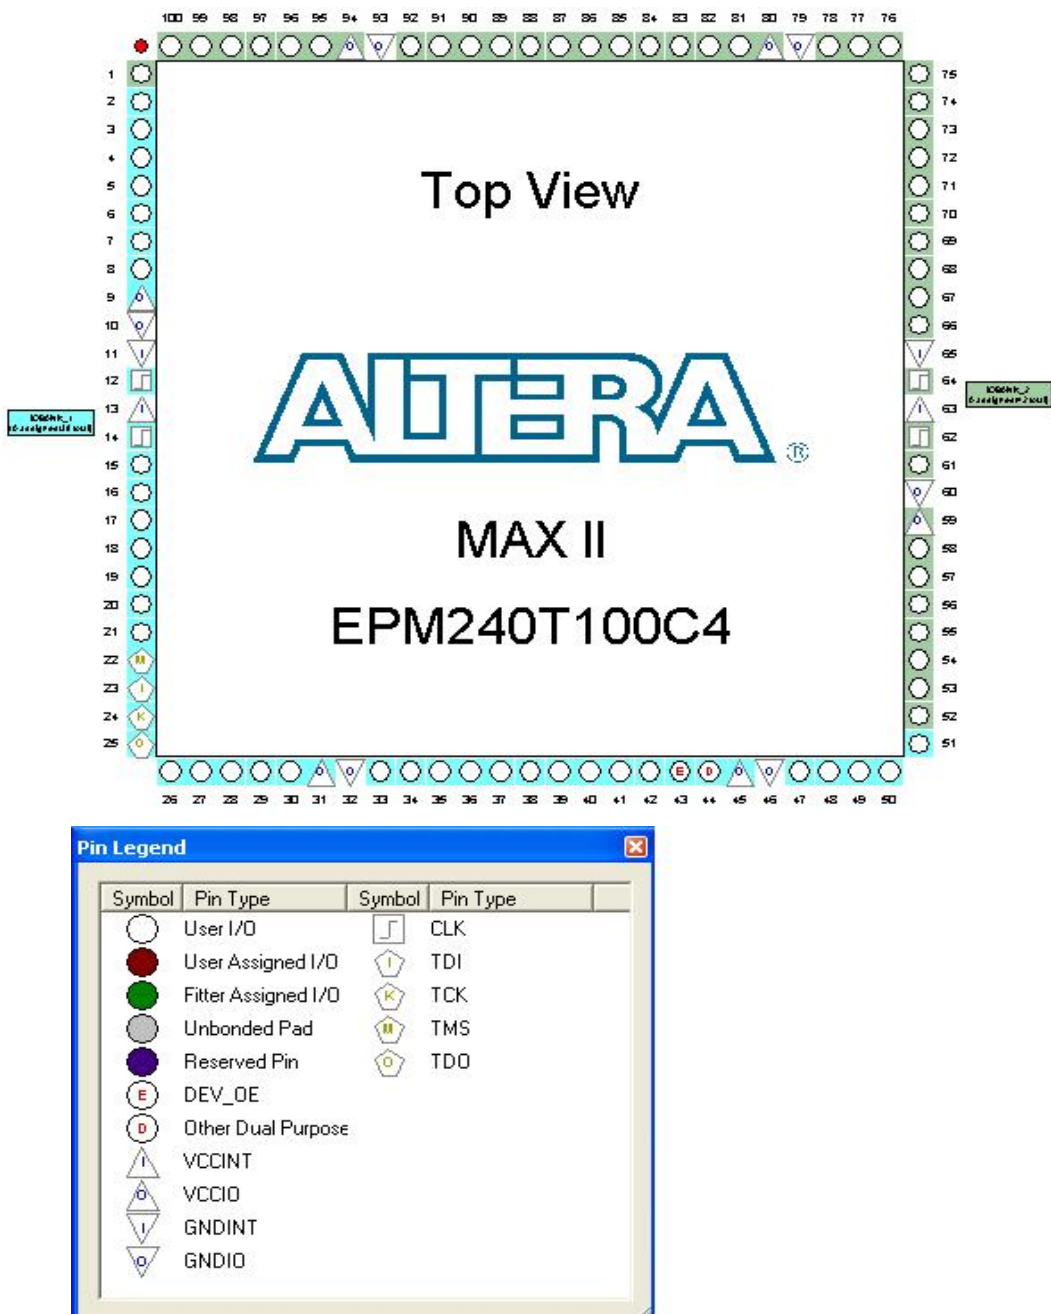 100 99 98 97 96 95 94 93 92 91 90 89 88 87 86 85 84 83 82 81 80 79 78 77 76
1 75
2 74
3 73
4 72
5 71
6 70
7 69
8 68
9 O 67
10 O 66
11 I I 65
12 64
13 I I 63
14 62
15 61
16 O 60
17 O 59
18 58
19 57
20 56
21 55
22 M 54
23 I 53
24 K 52
25 O 51
Top View
ALTERA ®
MAX II
EPM240T100C4
IOBank_1
IOBank_2
O O O O
O O E D O O
26 27 28 29 30 31 32 33 34 35 36 37 38 39 40 41 42 43 44 45 46 47 48 49 50
Pin Legend
Symbol Pin Type Symbol Pin Type
User I/O CLK
User Assigned I/O I TDI
Fitter Assigned I/O K TCK
Unbonded Pad M TMS
Reserved Pin O TDO
E DEV_OE
D Other Dual Purpose
I VCCINT
O VCCIO
I GNDINT
O GNDIO